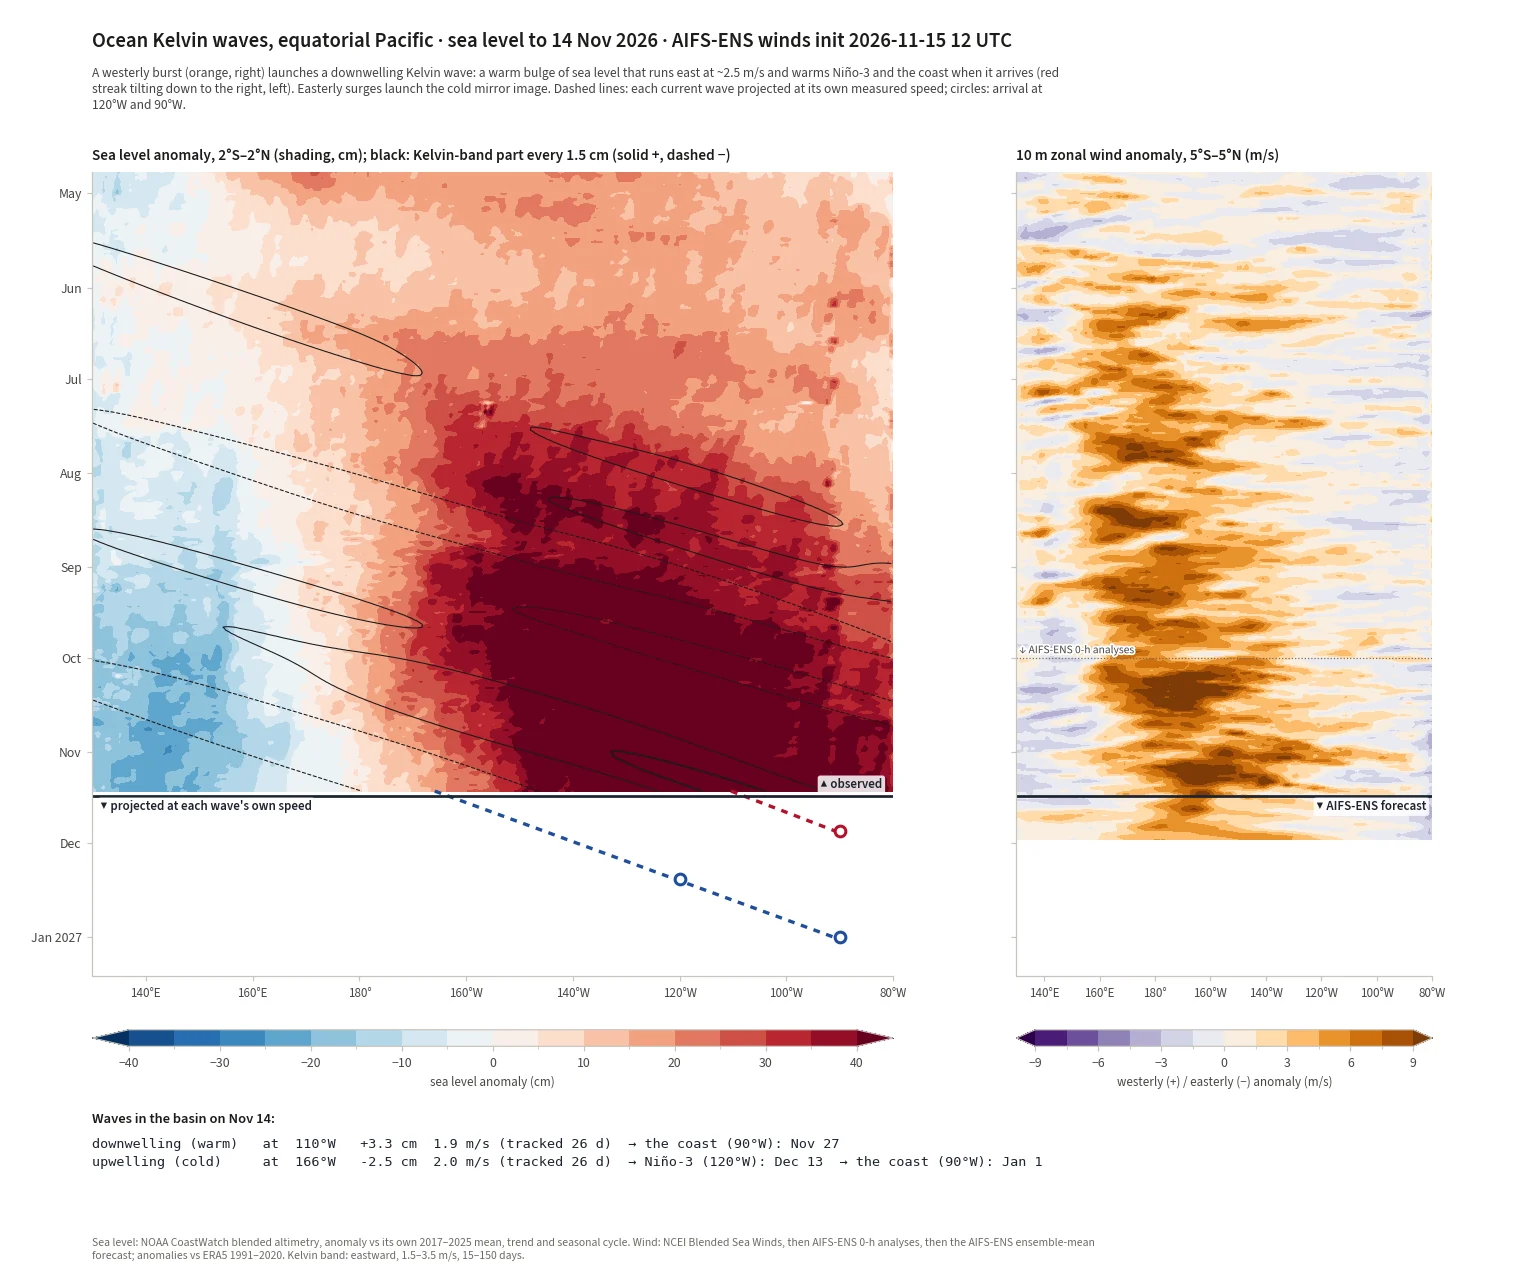 Ocean Kelvin waves, equatorial Pacific · sea level to 14 Nov 2026 · AIFS-ENS winds init 2026-11-15 12 UTC
A westerly burst (orange, right) launches a downwelling Kelvin wave: a warm bulge of sea level that runs east at ~2.5 m/s and warms Niño-3 and the coast when it arrives (red
streak tilting down to the right, left). Easterly surges launch the cold mirror image. Dashed lines: each current wave projected at its own measured speed; circles: arrival at
120°W and 90°W.
Sea level anomaly, 2°S–2°N (shading, cm); black: Kelvin-band part every 1.5 cm (solid +, dashed −)
May
Jun
Jul
Aug
Sep
Oct
Nov
Dec
Jan 2027
▲ observed
▼ projected at each wave's own speed
140°E 160°E 180° 160°W 140°W 120°W 100°W 80°W
−40 −30 −20 −10 0 10 20 30 40
sea level anomaly (cm)
10 m zonal wind anomaly, 5°S–5°N (m/s)
↓ AIFS-ENS 0-h analyses
▼ AIFS-ENS forecast
140°E 160°E 180° 160°W 140°W 120°W 100°W 80°W
−9 −6 −3 0 3 6 9
westerly (+) / easterly (−) anomaly (m/s)
Waves in the basin on Nov 14:
downwelling (warm) at 110°W +3.3 cm 1.9 m/s (tracked 26 d) → the coast (90°W): Nov 27
upwelling (cold) at 166°W -2.5 cm 2.0 m/s (tracked 26 d) → Niño-3 (120°W): Dec 13 → the coast (90°W): Jan 1
Sea level: NOAA CoastWatch blended altimetry, anomaly vs its own 2017–2025 mean, trend and seasonal cycle. Wind: NCEI Blended Sea Winds, then AIFS-ENS 0-h analyses, then the AIFS-ENS ensemble-mean
forecast; anomalies vs ERA5 1991–2020. Kelvin band: eastward, 1.5–3.5 m/s, 15–150 days.